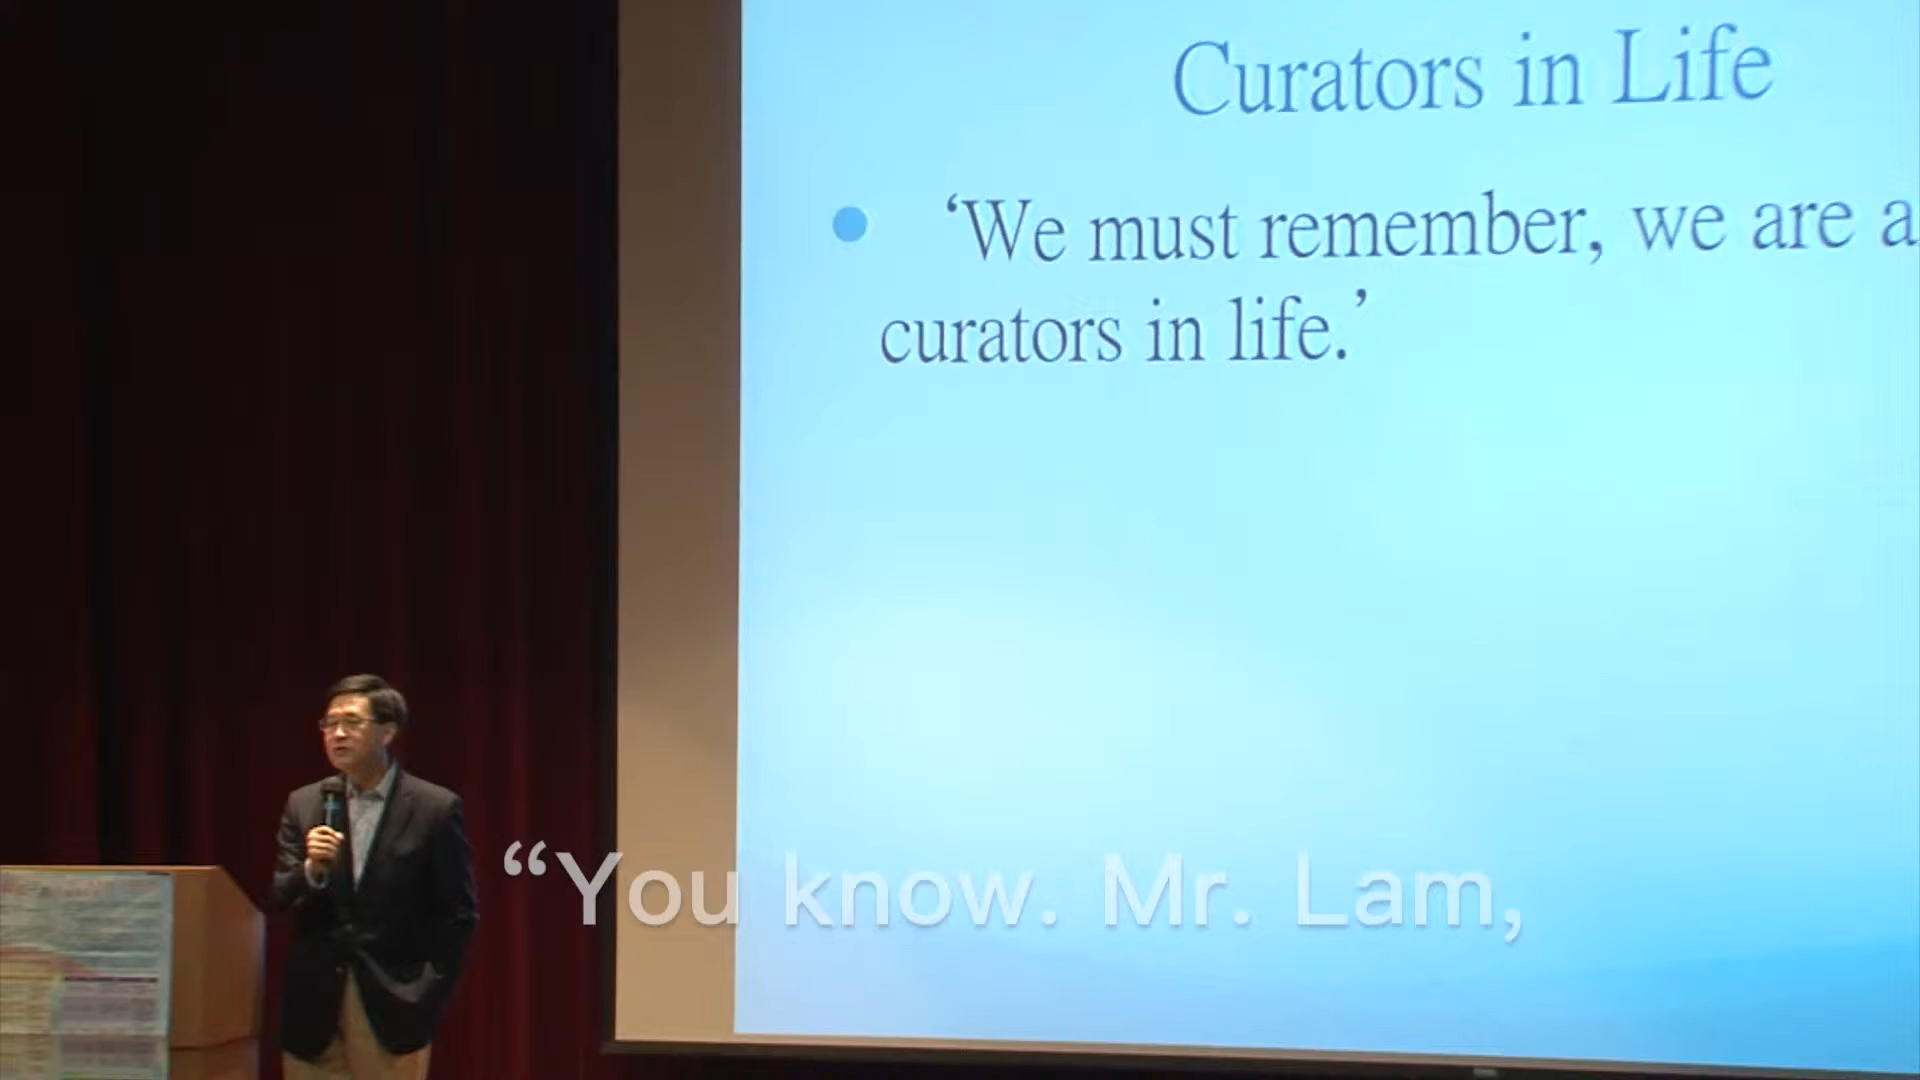 Curators in Life
• ‘We must remember, we are a
curators in life.’
“You know. Mr. Lam,